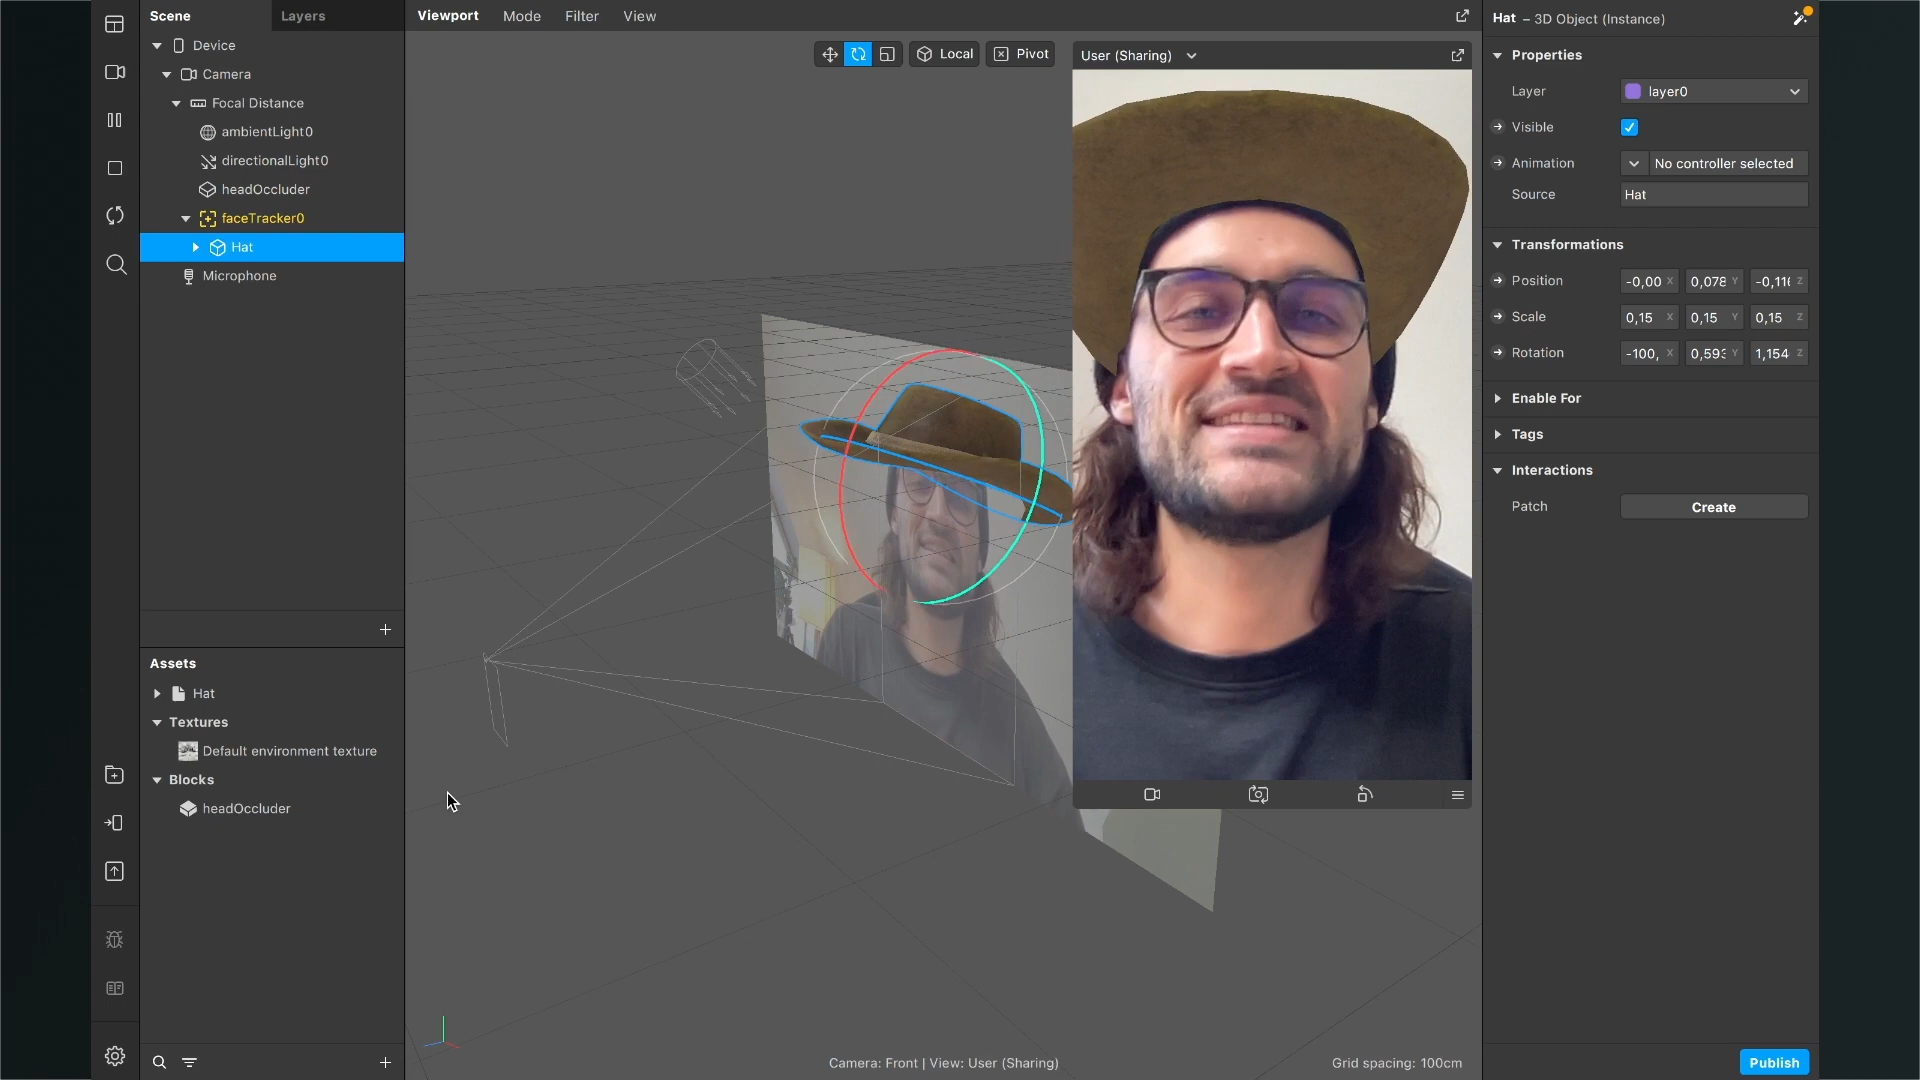 Scene
Layers
Device
Camera
Focal Distance
ambientLight0
directionalLight0
headOccluder
faceTracker0
Hat
Microphone
Assets
Hat
Textures
Default environment texture
Blocks
headOccluder
Viewport
Mode
Filter
View
Local
Pivot
User (Sharing)
Camera: Front | View: User (Sharing)
Grid spacing: 100cm
Hat – 3D Object (Instance)
Properties
Layer
layer0
Visible
Animation
No controller selected
Source
Hat
Transformations
Position
-0,00 X
0,078 Y
-0,116 Z
Scale
0,15 X
0,15 Y
0,15 Z
Rotation
-100, X
0,593 Y
1,154 Z
Enable For
Tags
Interactions
Patch
Create
Publish